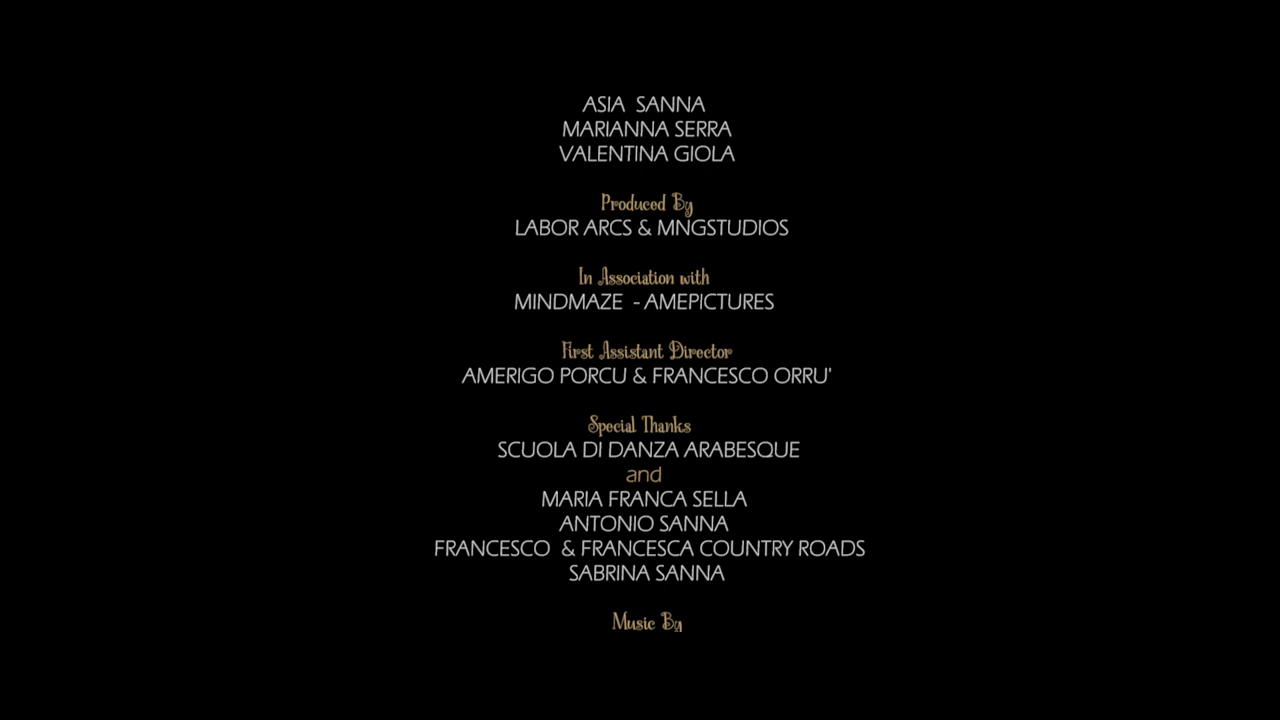 ASIA SANNA
MARIANNA SERRA
VALENTINA GIOLA
Produced By
LABOR ARCS & MNGSTUDIOS
In Association with
MINDMAZE - AMEPICTURES
First Assistant Director
AMERIGO PORCU & FRANCESCO ORRU'
Special Thanks
SCUOLA DI DANZA ARABESQUE
and
MARIA FRANCA SELLA
ANTONIO SANNA
FRANCESCO & FRANCESCA COUNTRY ROADS
SABRINA SANNA
Music By